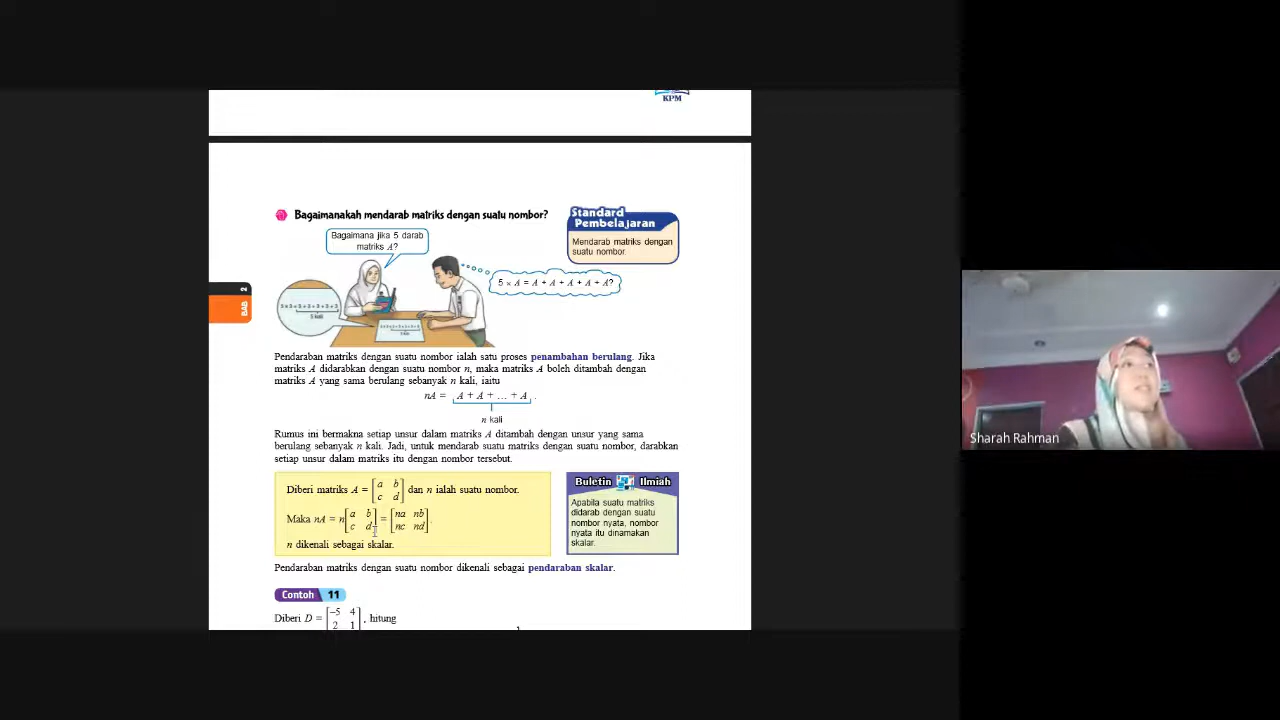 KPM
Bagaimanakah mendarab matriks dengan suatu nombor?
Standard
Pembelajaran
Mendarab matriks dengan
suatu nombor.
Bagaimana jika 5 darab
matriks A?
5 × A = A + A + A + A + A?
5 kali
2
BAB
Pendaraban matriks dengan suatu nombor ialah satu proses penambahan berulang. Jika
matriks A didarabkan dengan suatu nombor n, maka matriks A boleh ditambah dengan
matriks A yang sama berulang sebanyak n kali, iaitu
nA = A + A + … + A .
n kali
Rumus ini bermakna setiap unsur dalam matriks A ditambah dengan unsur yang sama
berulang sebanyak n kali. Jadi, untuk mendarab suatu matriks dengan suatu nombor, darabkan
setiap unsur dalam matriks itu dengan nombor tersebut.
Diberi matriks A = [a b
c d] dan n ialah suatu nombor.
Maka nA = n[a b
c d] = [na nb
nc nd].
n dikenali sebagai skalar.
Buletin Ilmiah
Apabila suatu matriks
didarab dengan suatu
nombor nyata, nombor
nyata itu dinamakan
skalar.
Pendaraban matriks dengan suatu nombor dikenali sebagai pendaraban skalar.
Contoh 11
Diberi D = [−5 4
2 1], hitung
Sharah Rahman